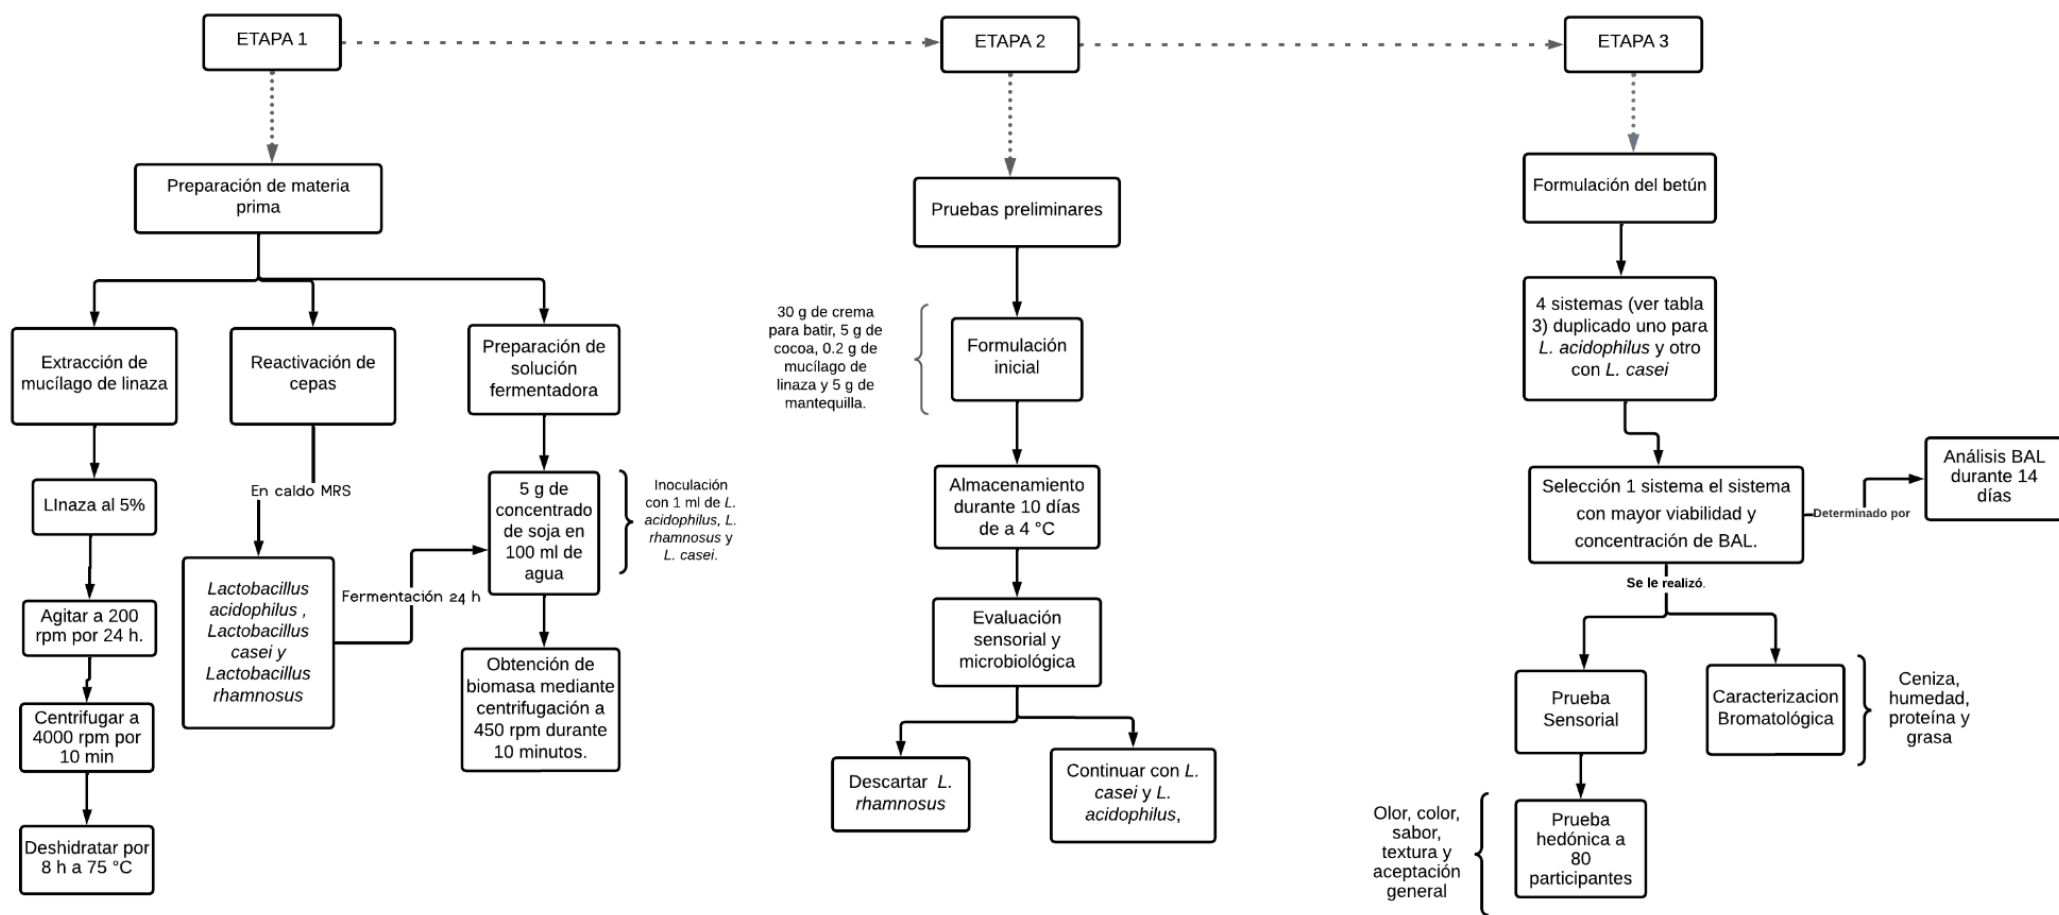 ETAPA 1
ETAPA 2
ETAPA 3
Preparación de materia
prima
Extracción de
mucílago de linaza
Reactivación de
cepas
Preparación de
solución
fermentadora
LInaza al 5%
En caldo MRS
5 g de
concentrado
de soja en
100 ml de
agua
Inoculación
con 1 ml de L.
acidophilus, L.
rhamnosus y
L. casei.
Agitar a 200
rpm por 24 h.
Lactobacillus
acidophilus ,
Lactobacillus
casei y
Lactobacillus
rhamnosus
Fermentación 24 h
Centrifugar a
4000 rpm por
10 min
Obtención de
biomasa mediante
centrifugación a
450 rpm durante
10 minutos.
Deshidratar por
8 h a 75 °C
Pruebas preliminares
30 g de crema
para batir, 5 g de
cocoa, 0.2 g de
mucílago de
linaza y 5 g de
mantequilla.
Formulación
inicial
Almacenamiento
durante 10 días
de a 4 °C
Evaluación
sensorial y
microbiológica
Descartar L.
rhamnosus
Continuar con L.
casei y L.
acidophilus,
Formulación del betún
4 sistemas (ver tabla
3) duplicado uno para
L. acidophilus y otro
con L. casei
Selección 1 sistema el sistema
con mayor viabilidad y
concentración de BAL.
Determinado por
Análisis BAL
durante 14
días
Se le realizó.
Prueba
Sensorial
Caracterizacion
Bromatológica
Ceniza,
humedad,
proteína y
grasa
Olor, color,
sabor,
textura y
aceptación
general
Prueba
hedónica a
80
participantes